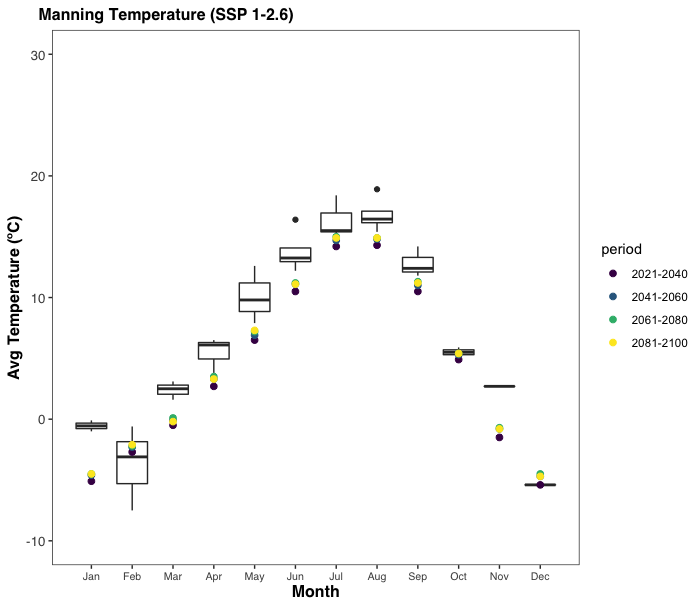 Manning Temperature (SSP 1-2.6)
30
20
10
0
-10
Avg Temperature (ºC)
Jan Feb Mar Apr May Jun Jul Aug Sep Oct Nov Dec
Month
period
2021-2040
2041-2060
2061-2080
2081-2100